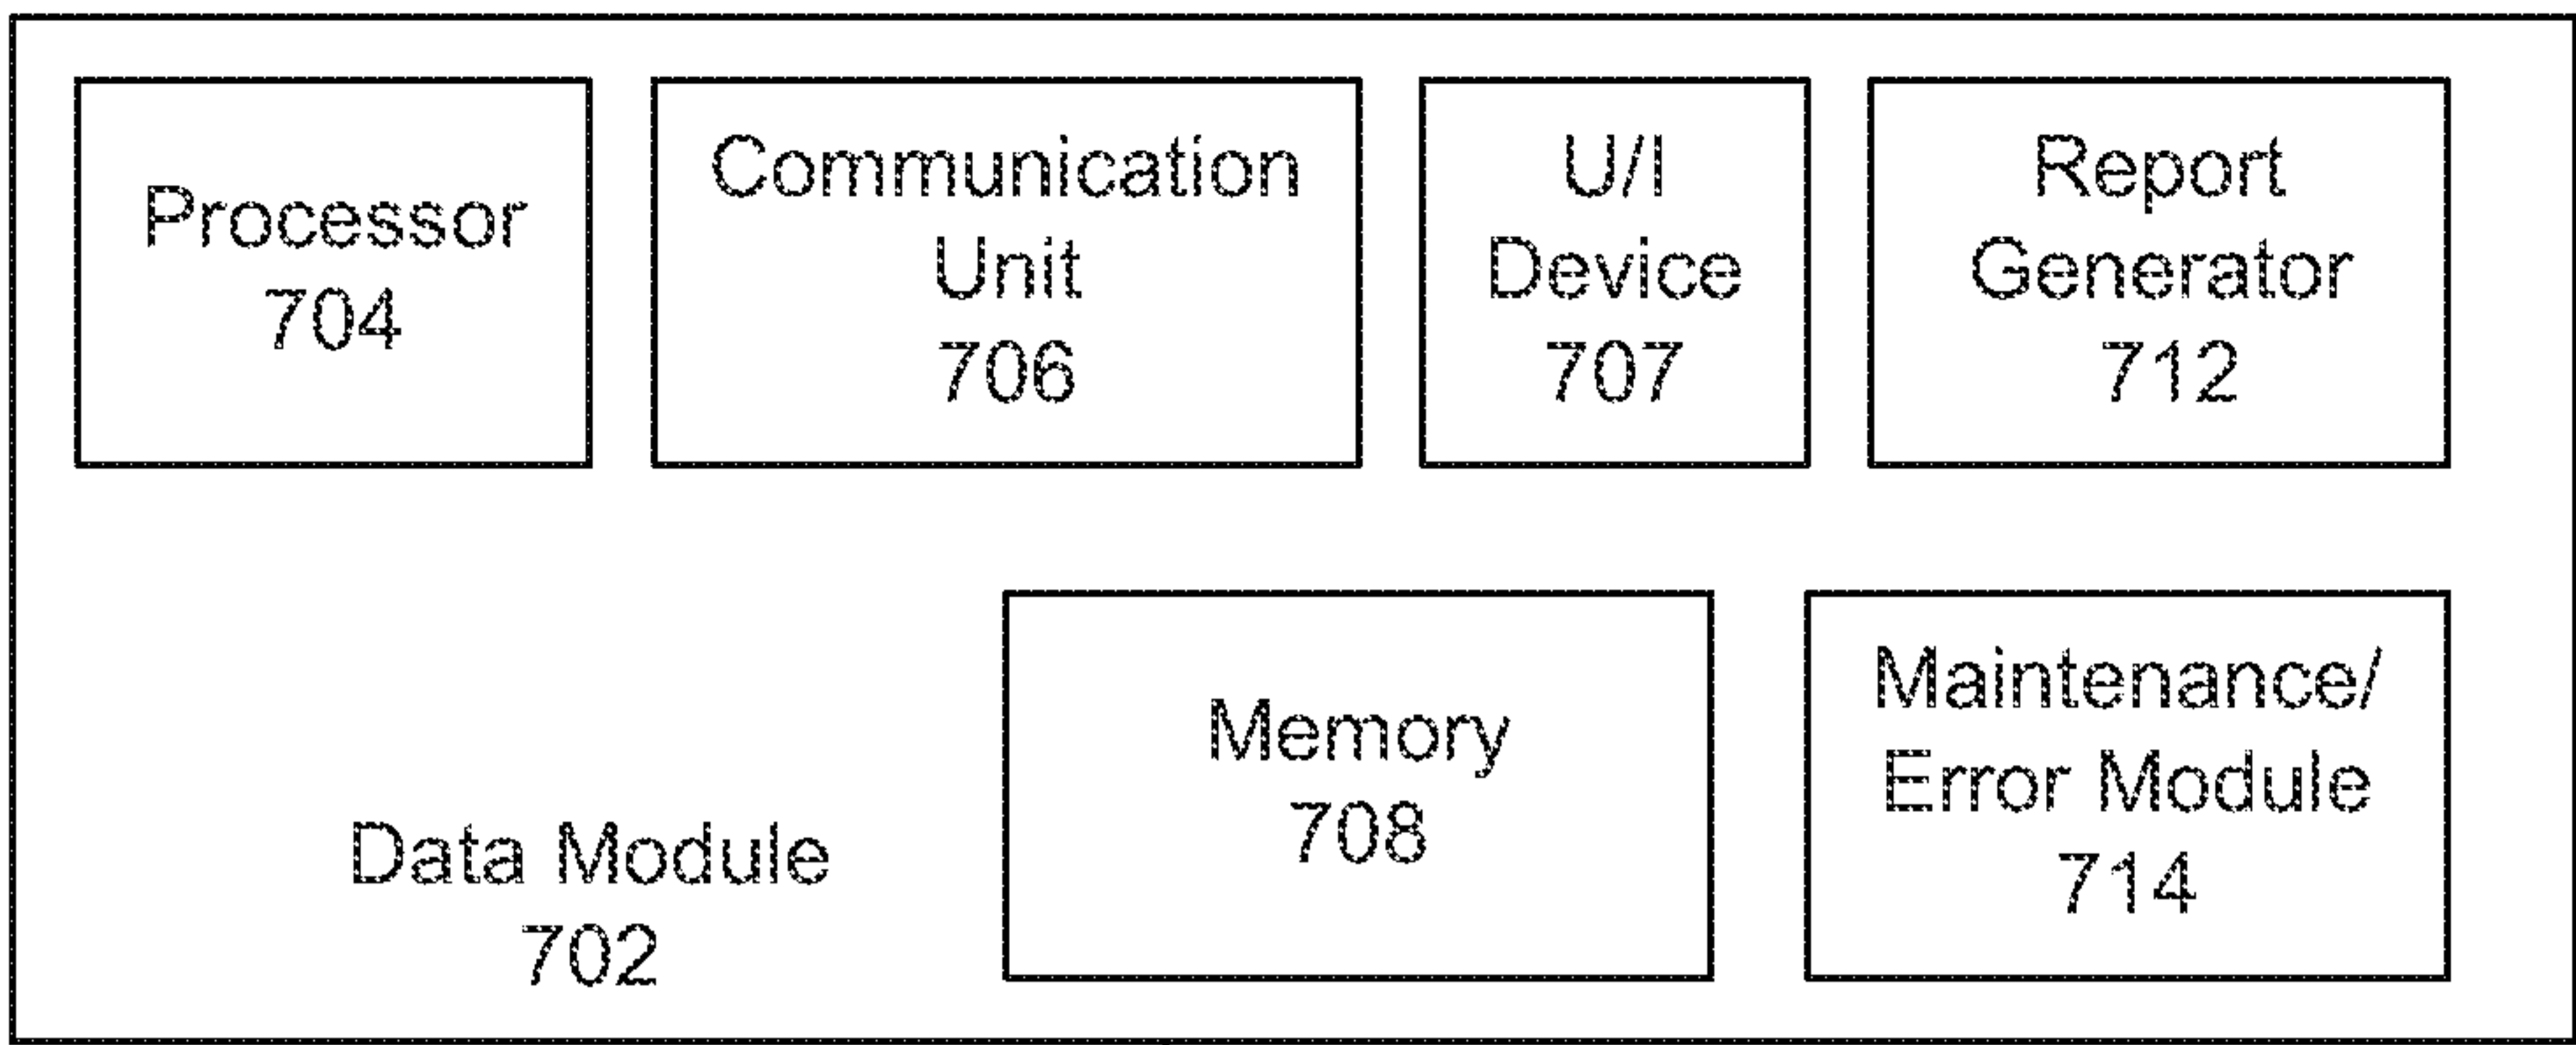 Processor
704
Communication
Unit
706
U/I
Device
707
Report
Generator
712
Data Module
702
Memory
708
Maintenance/
Error Module
714